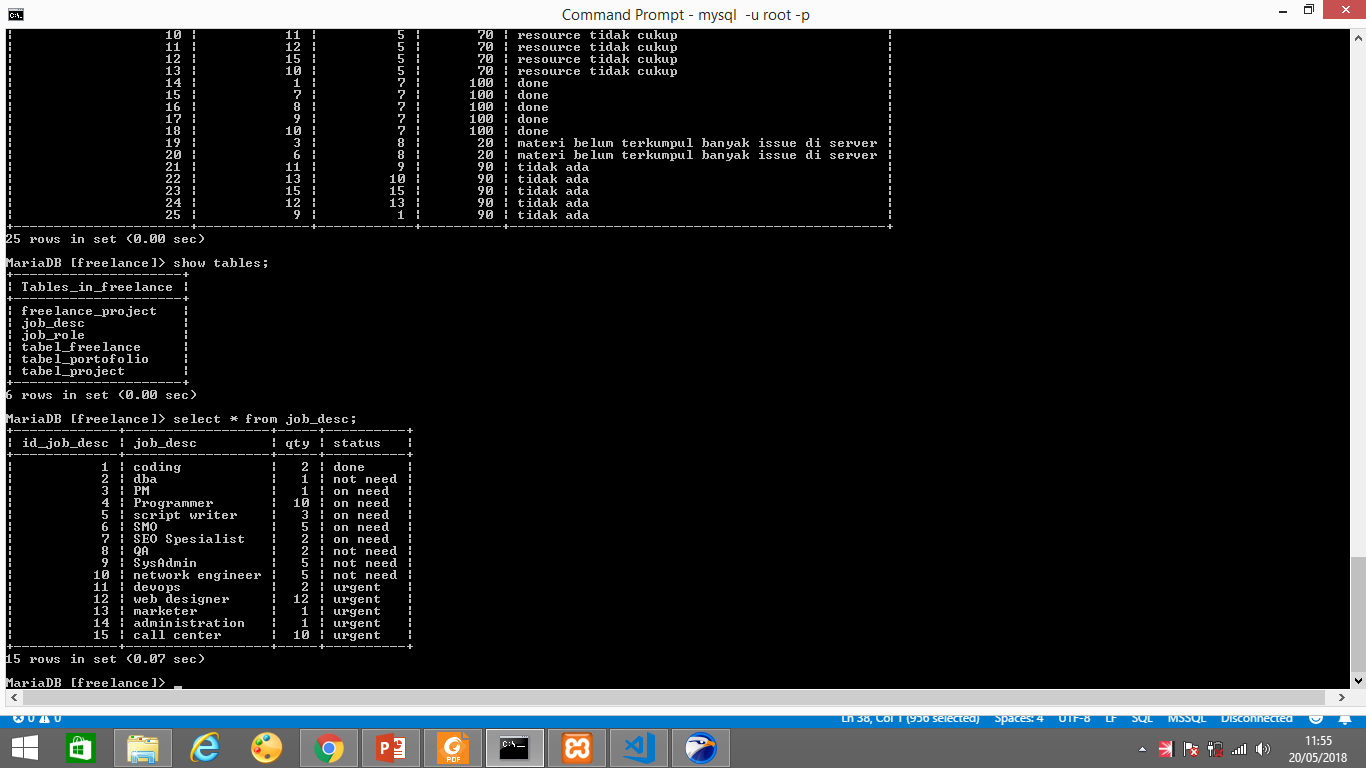 Command Prompt - mysql -u root -p
| 10 | 11 | 5 | 70 | resource tidak cukup |
| 11 | 12 | 5 | 70 | resource tidak cukup |
| 12 | 15 | 5 | 70 | resource tidak cukup |
| 13 | 10 | 5 | 70 | resource tidak cukup |
| 14 | 1 | 7 | 100 | done |
| 15 | 7 | 7 | 100 | done |
| 16 | 8 | 7 | 100 | done |
| 17 | 9 | 7 | 100 | done |
| 18 | 10 | 7 | 100 | done |
| 19 | 3 | 8 | 20 | materi belum terkumpul banyak issue di server |
| 20 | 6 | 8 | 20 | materi belum terkumpul banyak issue di server |
| 21 | 11 | 9 | 90 | tidak ada |
| 22 | 13 | 10 | 90 | tidak ada |
| 23 | 15 | 15 | 90 | tidak ada |
| 24 | 12 | 13 | 90 | tidak ada |
| 25 | 9 | 1 | 90 | tidak ada |
25 rows in set (0.00 sec)
MariaDB [freelance]> show tables;
| Tables_in_freelance |
| freelance_project |
| job_desc |
| job_role |
| tabel_freelance |
| tabel_portofolio |
| tabel_project |
6 rows in set (0.00 sec)
MariaDB [freelance]> select * from job_desc;
| id_job_desc | job_desc | qty | status |
| 1 | coding | 2 | done |
| 2 | dba | 1 | not need |
| 3 | PM | 1 | on need |
| 4 | Programmer | 10 | on need |
| 5 | script writer | 3 | on need |
| 6 | SMO | 5 | on need |
| 7 | SEO Spesialist | 2 | on need |
| 8 | QA | 2 | not need |
| 9 | SysAdmin | 5 | not need |
| 10 | network engineer | 5 | not need |
| 11 | devops | 2 | urgent |
| 12 | web designer | 12 | urgent |
| 13 | marketer | 1 | urgent |
| 14 | administration | 1 | urgent |
| 15 | call center | 10 | urgent |
15 rows in set (0.07 sec)
MariaDB [freelance]> _
0 0 Ln 38, Col 1 (956 selected) Spaces: 4 UTF-8 LF SQL MSSQL Disconnected
11:55
20/05/2018